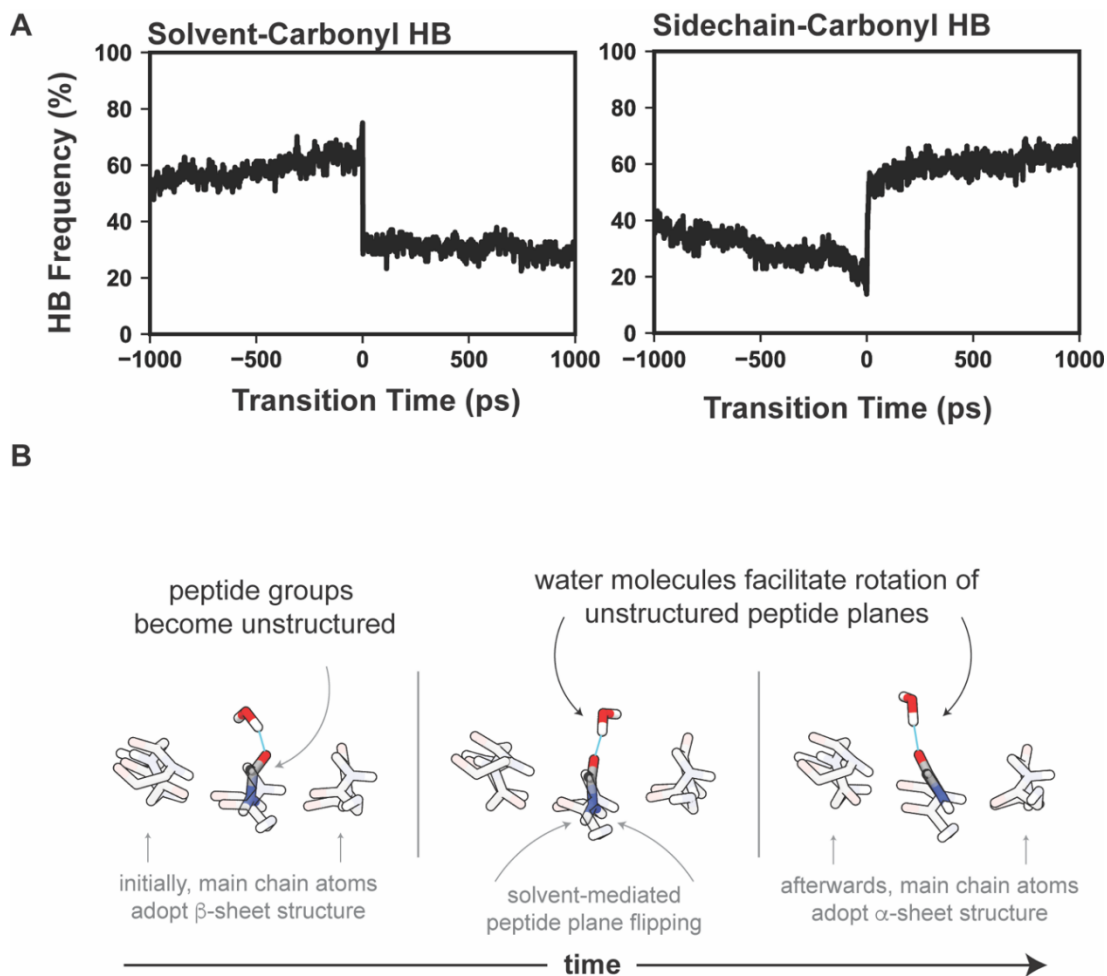 A
Solvent-Carbonyl HB
Sidechain-Carbonyl HB
HB Frequency (%)
100
80
60
40
20
0
−1000
−500
0
500
1000
Transition Time (ps)
100
80
60
40
20
0
−1000
−500
0
500
1000
Transition Time (ps)
B
peptide groups
become unstructured
water molecules facilitate rotation of
unstructured peptide planes
initially, main chain atoms
adopt β-sheet structure
solvent-mediated
peptide plane flipping
afterwards, main chain atoms
adopt α-sheet structure
time